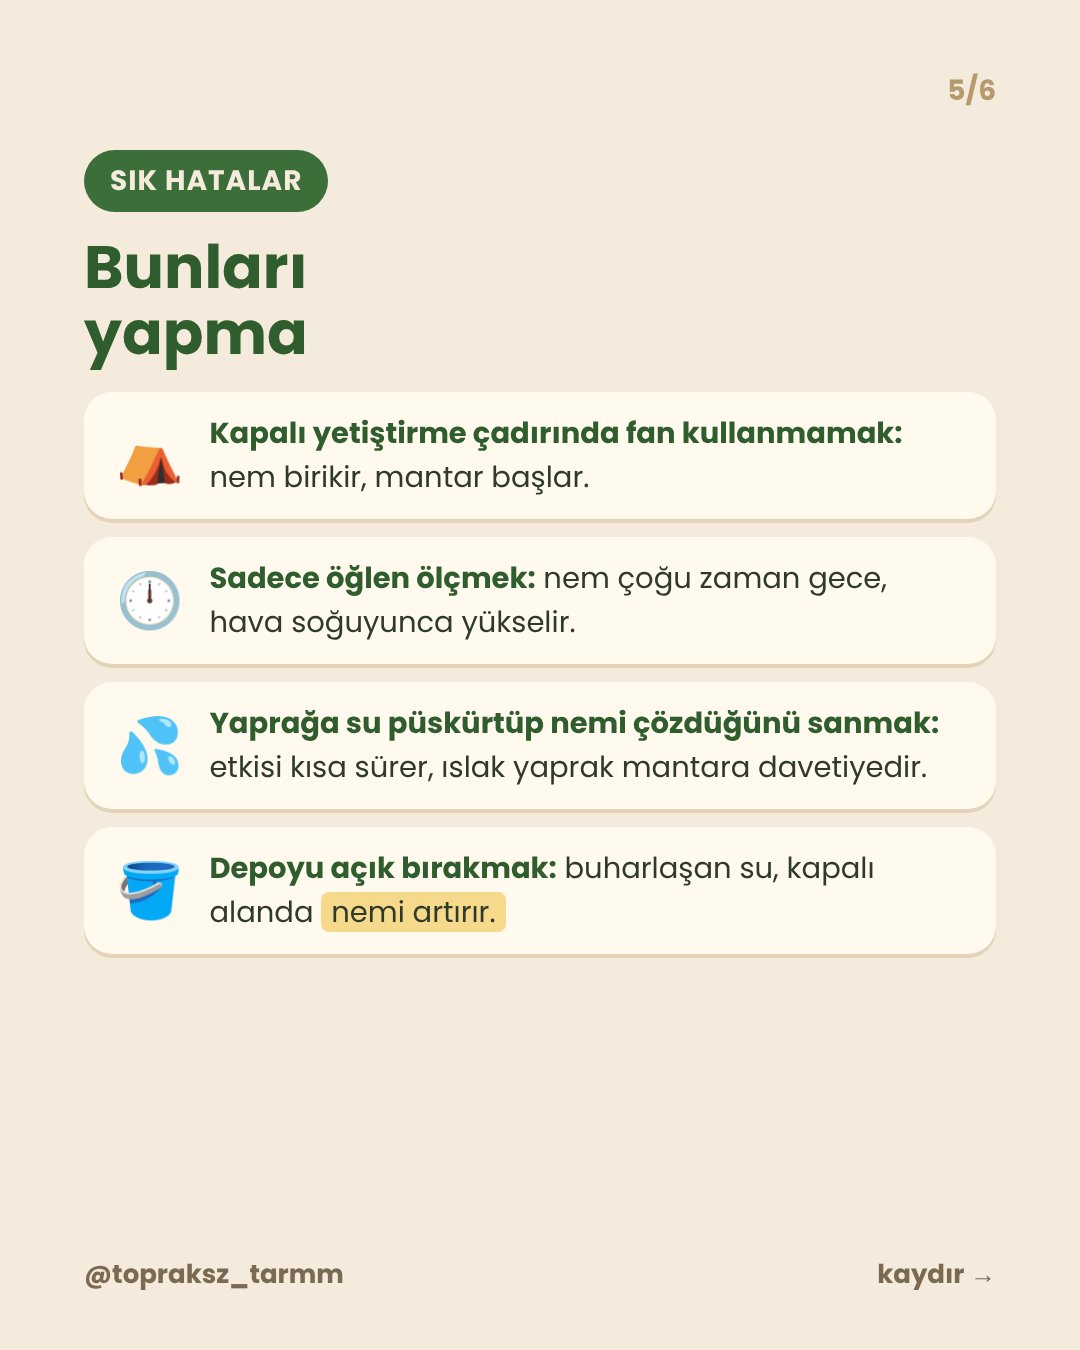 5/6
SIK HATALAR
Bunları
yapma
Kapalı yetiştirme çadırında fan kullanmamak:
nem birikir, mantar başlar.
Sadece öğlen ölçmek: nem çoğu zaman gece,
hava soğuyunca yükselir.
Yaprağa su püskürtüp nemi çözdüğünü sanmak:
etkisi kısa sürer, ıslak yaprak mantara davetiyedir.
Depoyu açık bırakmak: buharlaşan su, kapalı
alanda nemi artırır.
@topraksz_tarmm
kaydır →